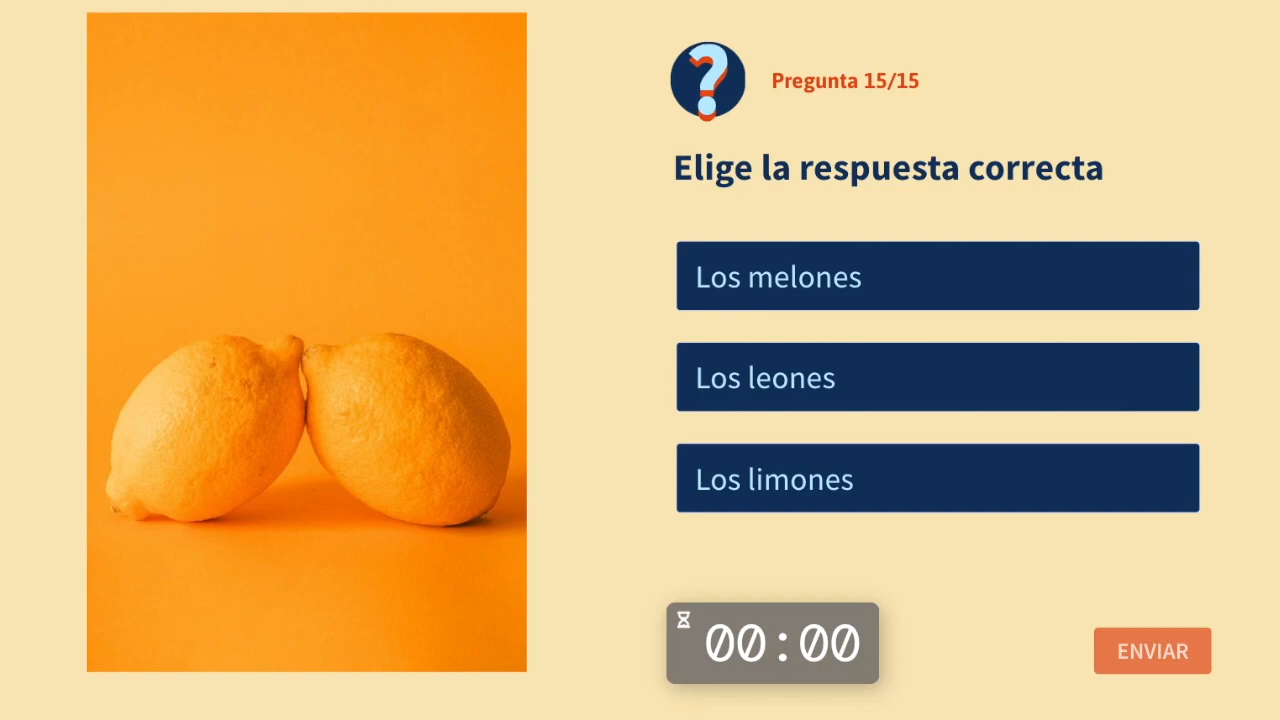 ?
Pregunta 15/15
Elige la respuesta correcta
Los melones
Los leones
Los limones
00:00
ENVIAR